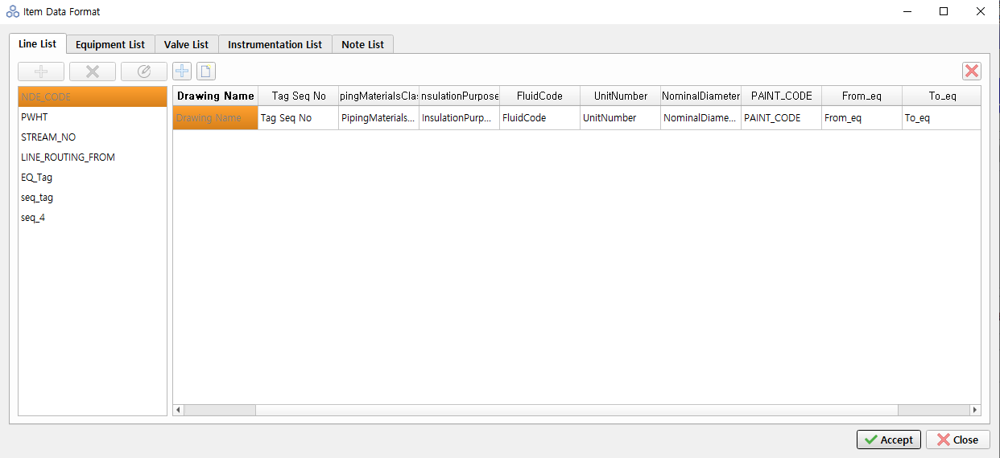 Item Data Format
Line List Equipment List Valve List Instrumentation List Note List
NDE_CODE
PWHT
STREAM_NO
LINE_ROUTING_FROM
EQ_Tag
seq_tag
seq_4
Drawing Name Tag Seq No pingMaterialsClas nsulationPurpose FluidCode UnitNumber NominalDiameter PAINT_CODE From_eq To_eq
Drawing Name Tag Seq No PipingMaterials... InsulationPurp... FluidCode UnitNumber NominalDiame... PAINT_CODE From_eq To_eq
Accept Close